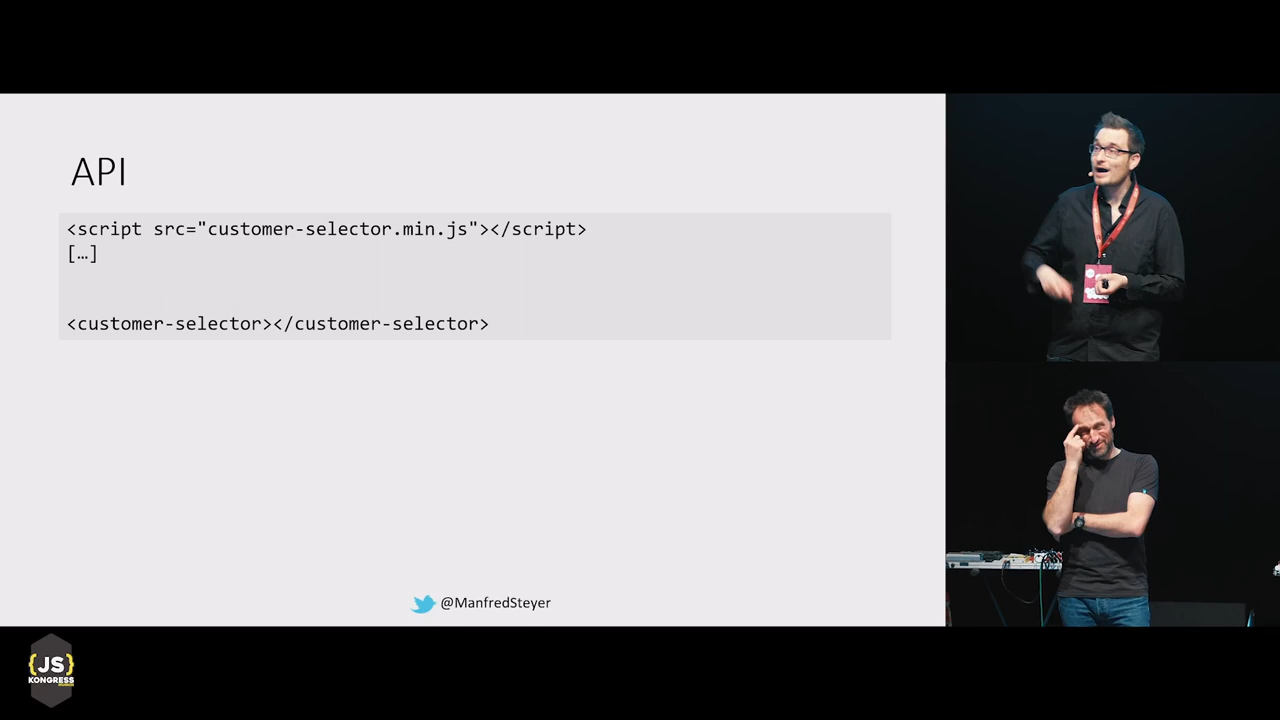 API
<script src="customer-selector.min.js"></script>
[…]
<customer-selector></customer-selector>
@ManfredSteyer
{JS}
KONGRESS